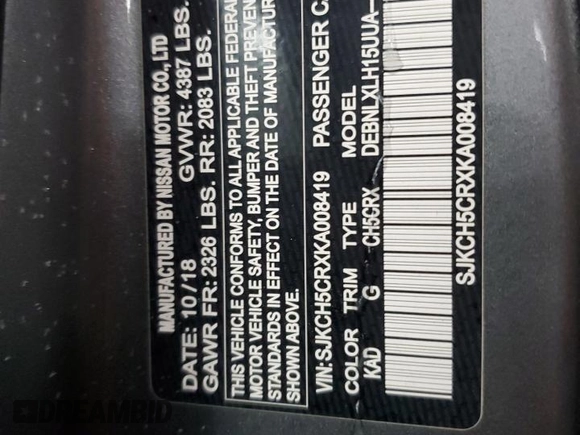 MANUFACTURED BY NISSAN MOTOR CO., LTD
DATE: 10/18 GVWR: 4387 LBS.
GAWR FR: 2326 LBS. RR: 2083 LBS.
THIS VEHICLE CONFORMS TO ALL APPLICABLE FEDERAL
MOTOR VEHICLE SAFETY, BUMPER AND THEFT PREVEN
STANDARDS IN EFFECT ON THE DATE OF MANUFACTUR
SHOWN ABOVE.
VIN: SJKCH5CRXKA008419 PASSENGER CA
COLOR TRIM TYPE MODEL
KAD G CH5CRX DEBNLXLH15UUA-
SJKCH5CRXKA008419
DREAMBID